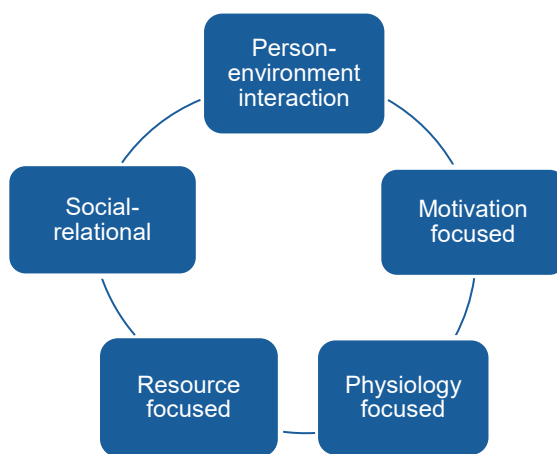 Person-
environment
interaction
Social-
relational
Motivation
focused
Resource
focused
Physiology
focused